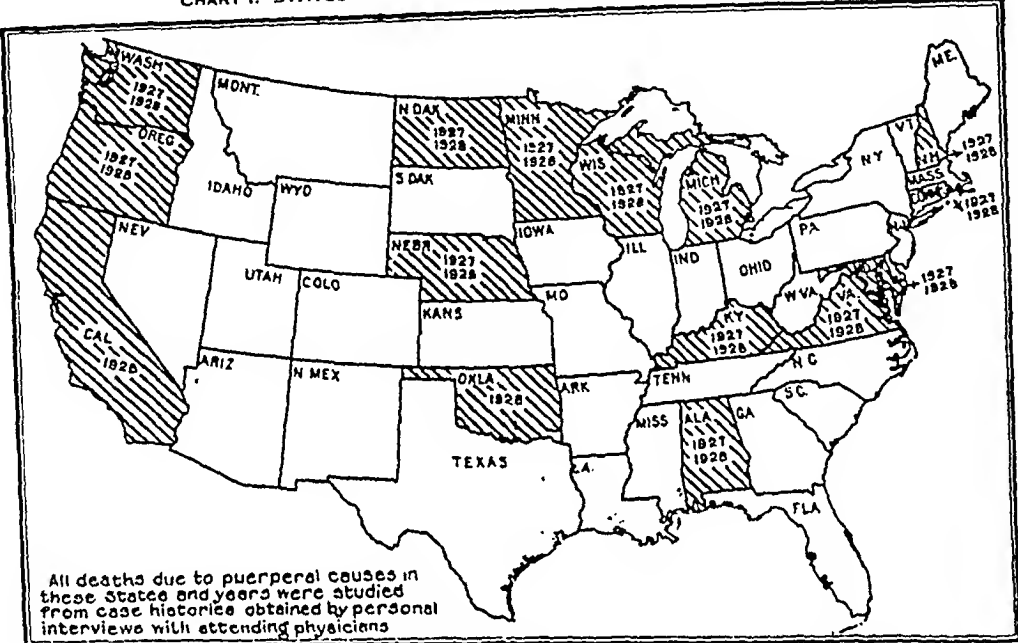 CHART I. STATES
WASH
1927
1928
OREG
1927
1928
CAL
1928
NEV
IDAHO
MONT.
WYO
UTAH
COLO
ARIZ
N MEX
N DAK
1927
1928
S DAK
NEBR
1927
1928
KANS
OKLA
1928
TEXAS
MINN
1927
1928
IOWA
MO
ARK
LA.
WIS
1927
1928
ILL
MICH
1927
1928
IND
OHIO
KY
1927
1928
TENN
MISS
ALA
1927
1928
GA
FLA
S.C.
N C
VA.
1927
1928
W VA
PA.
NY
VT
NH
1927
1928
ME.
MASS
CONN
1927
1928
1927
1928
All deaths due to puerperal causes in
these States and years were studied
from case histories obtained by personal
interviews with attending physicians